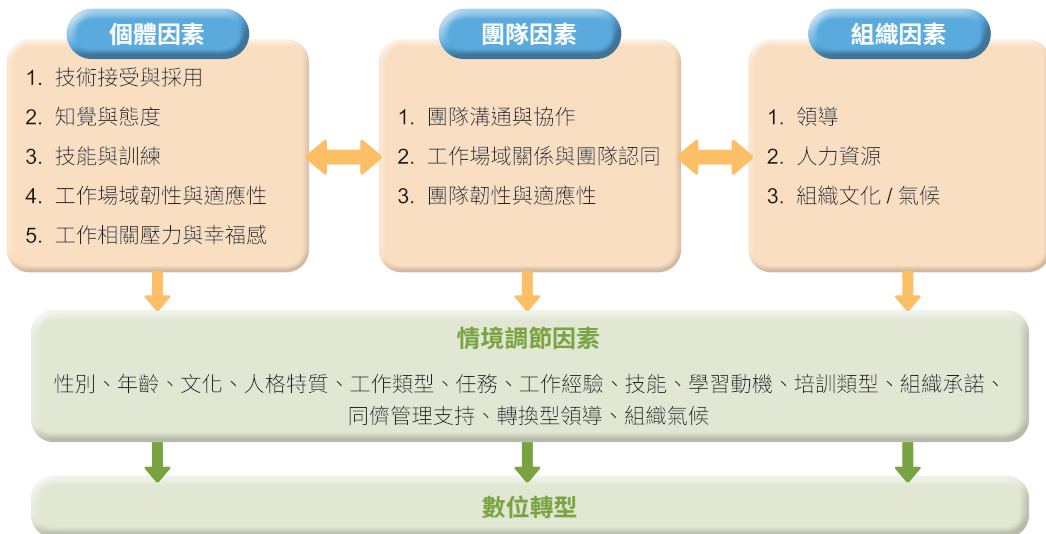 個體因素
1. 技術接受與採用
2. 知覺與態度
3. 技能與訓練
4. 工作場域韌性與適應性
5. 工作相關壓力與幸福感
團隊因素
1. 團隊溝通與協作
2. 工作場域關係與團隊認同
3. 團隊韌性與適應性
組織因素
1. 領導
2. 人力資源
3. 組織文化 / 氣候
情境調節因素
性別、年齡、文化、人格特質、工作類型、任務、工作經驗、技能、學習動機、培訓類型、組織承諾、
同儕管理支持、轉換型領導、組織氣候
數位轉型